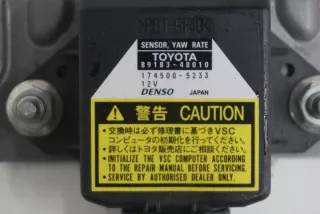 >PBT-GF30<
SENSOR, YAW RATE
TOYOTA
89183-48010
174500-5233
12V
DENSO JAPAN
警告 CAUTION
・交換時は必ず修理書に基づきVSC
コンピュータの初期化を行ってください。
・詳しくはトヨタ販売店にご相談ください。
・INITIALIZE THE VSC COMPUTER ACCORDING
TO THE REPAIR MANUAL BEFORE SERVICING.
・SERVICE BY AUTHORISED DEALER ONLY.